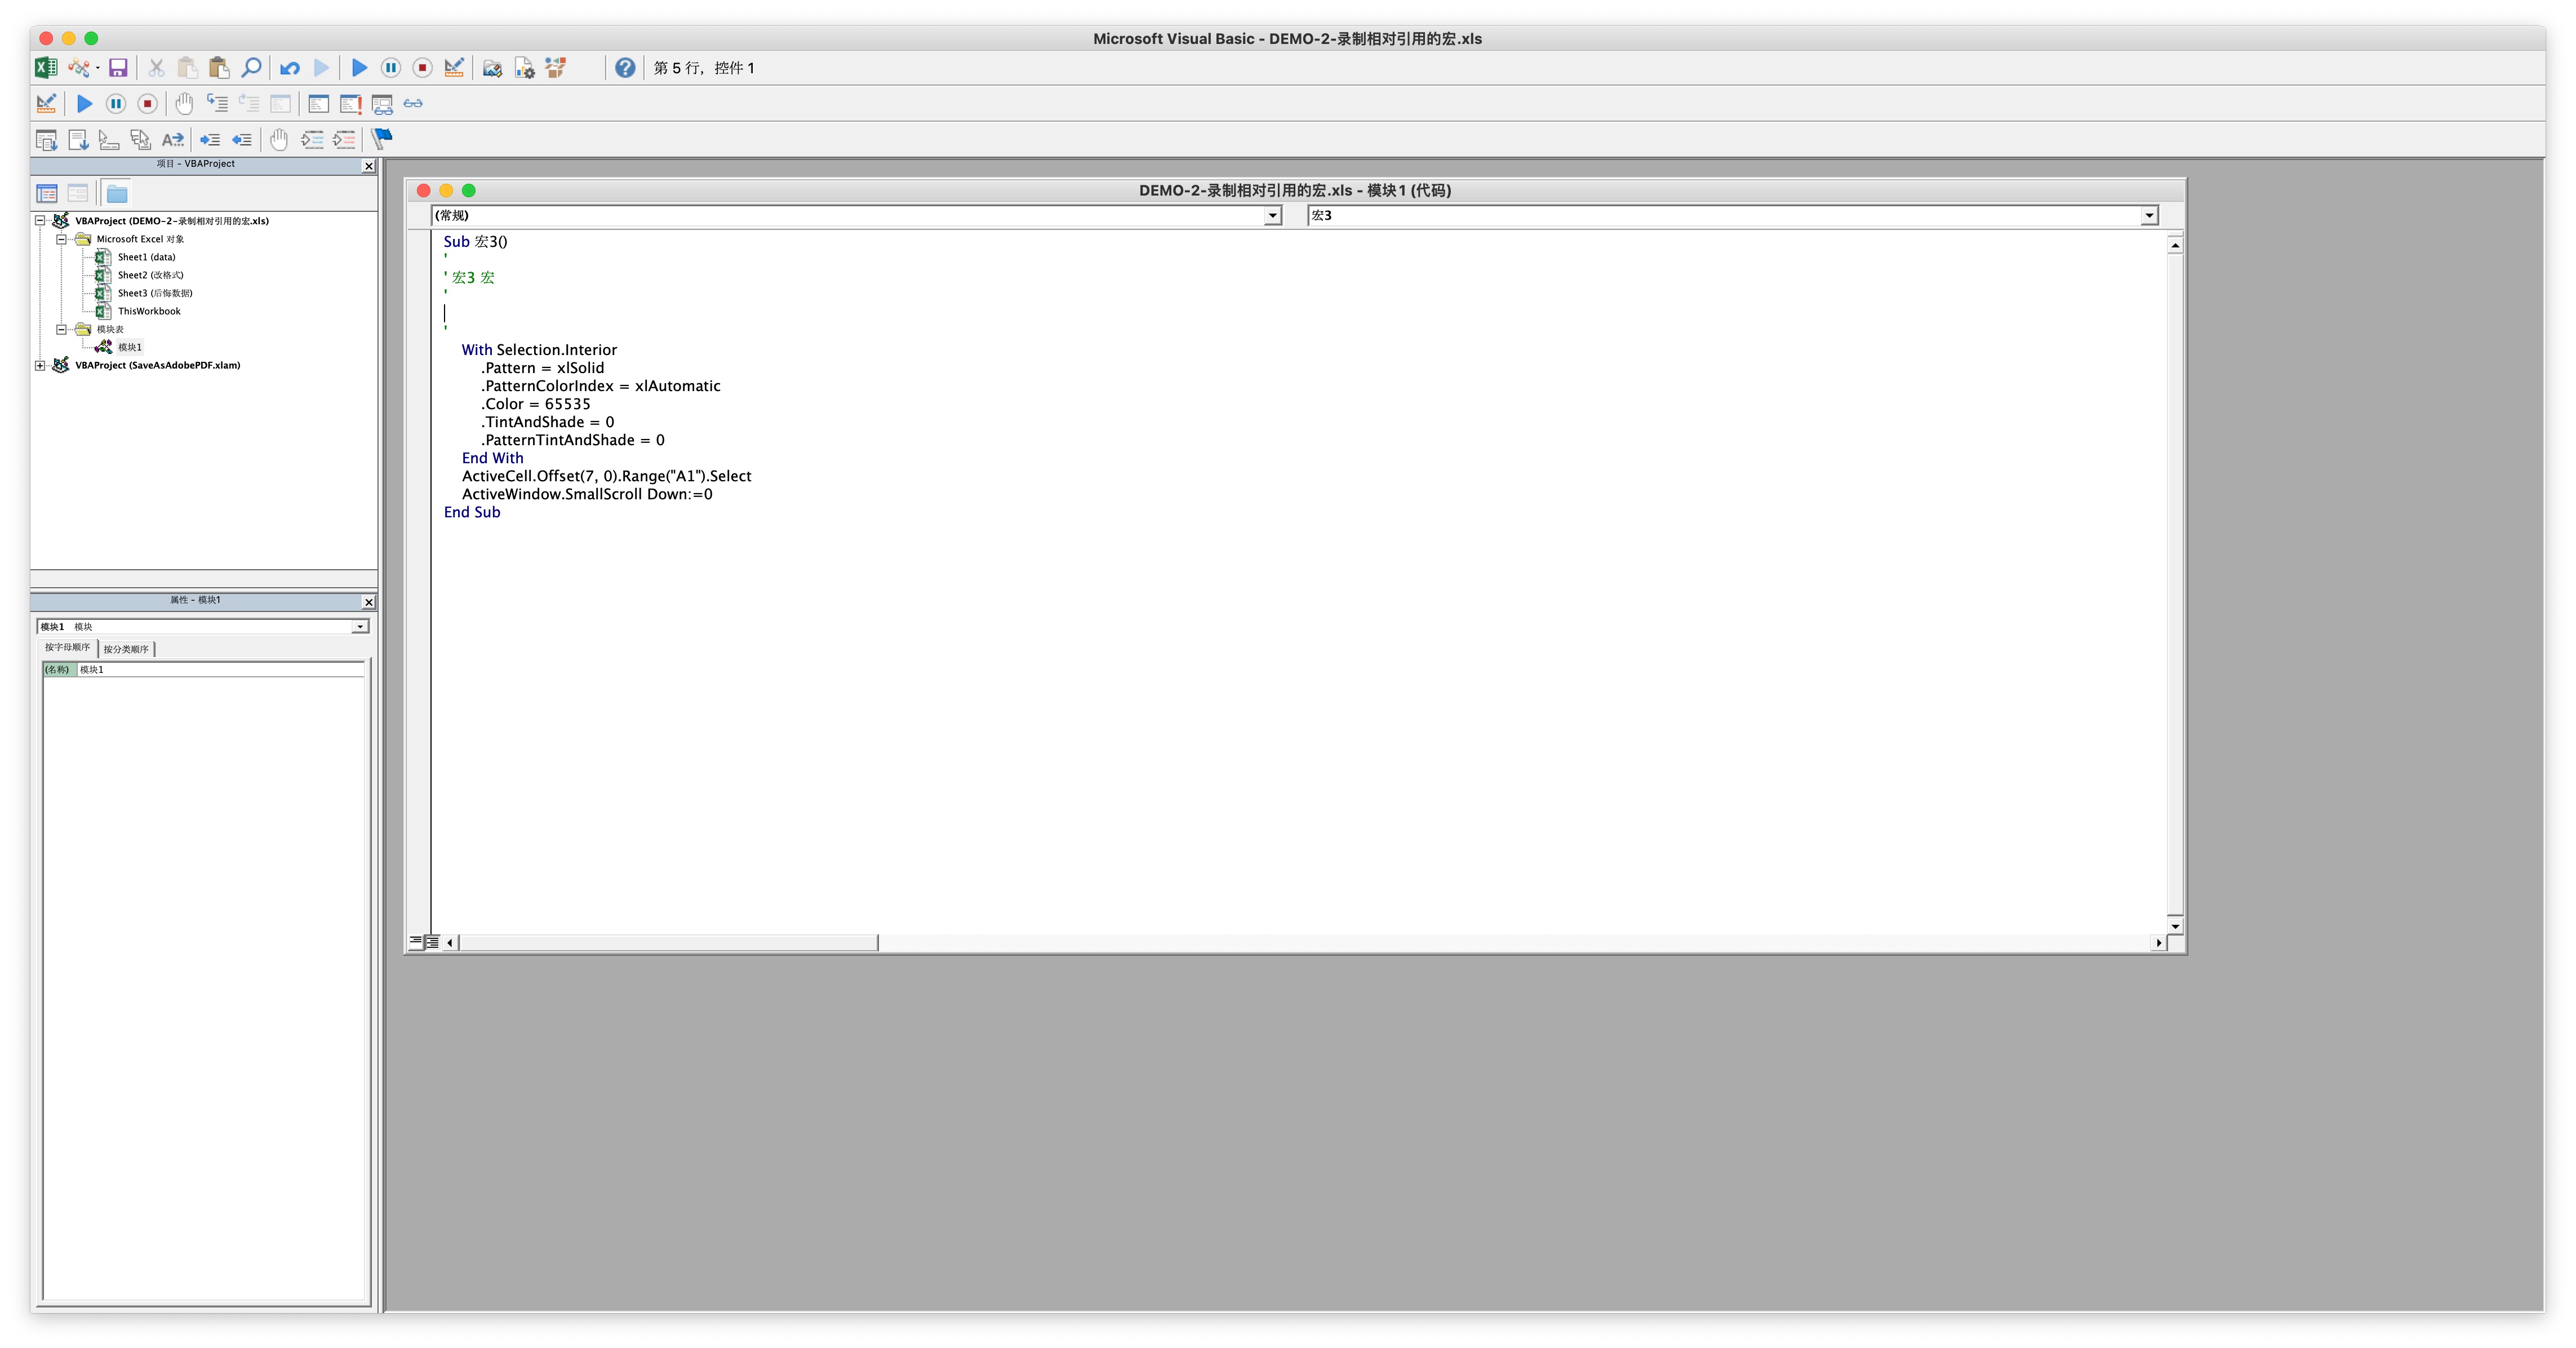 Microsoft Visual Basic - DEMO-2-录制相对引用的宏.xls
第 5 行，控件 1
项目 - VBAProject
VBAProject (DEMO-2-录制相对引用的宏.xls)
Microsoft Excel 对象
Sheet1 (data)
Sheet2 (改格式)
Sheet3 (后悔数据)
ThisWorkbook
模块表
模块1
VBAProject (SaveAsAdobePDF.xlam)
属性 - 模块1
模块1 模块
按字母顺序 按分类顺序
(名称) 模块1
DEMO-2-录制相对引用的宏.xls - 模块1 (代码)
(常规) 宏3
Sub 宏3()
'
' 宏3 宏
'
'
With Selection.Interior
.Pattern = xlSolid
.PatternColorIndex = xlAutomatic
.Color = 65535
.TintAndShade = 0
.PatternTintAndShade = 0
End With
ActiveCell.Offset(7, 0).Range("A1").Select
ActiveWindow.SmallScroll Down:=0
End Sub